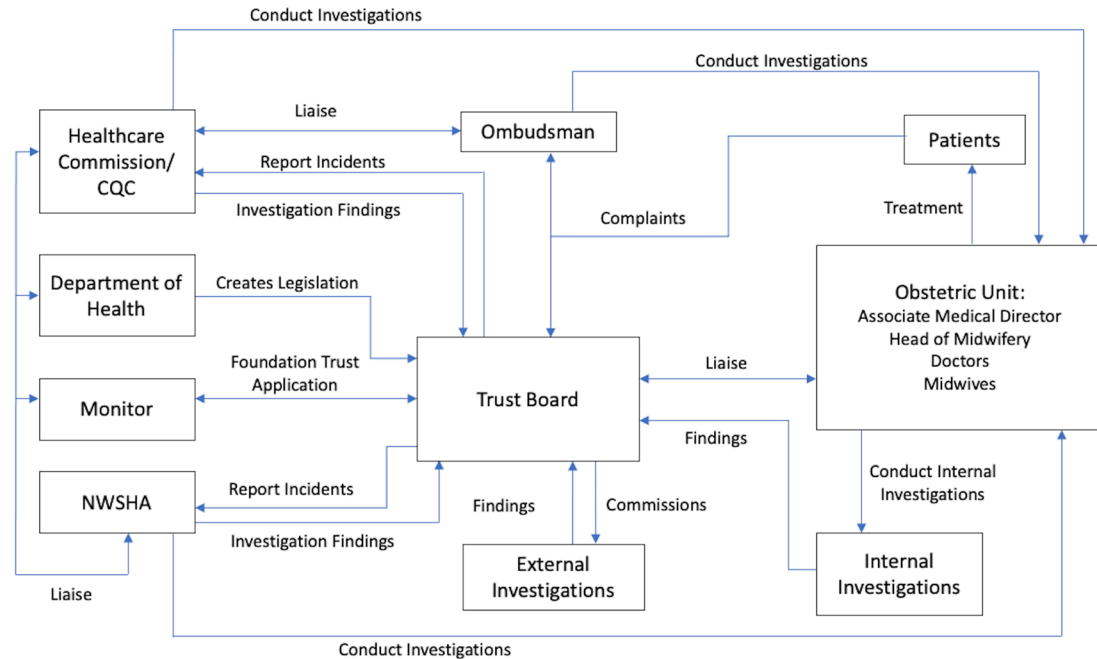 Conduct Investigations
Conduct Investigations
Liaise
Healthcare
Commission/
CQC
Ombudsman
Patients
Report Incidents
Investigation Findings
Complaints
Treatment
Department of
Health
Creates Legislation
Obstetric Unit:
Associate Medical Director
Head of Midwifery
Doctors
Midwives
Foundation Trust
Application
Liaise
Monitor
Trust Board
Findings
Conduct Internal
Investigations
NWSHA
Report Incidents
Findings
Commissions
Investigation Findings
External
Investigations
Internal
Investigations
Liaise
Conduct Investigations